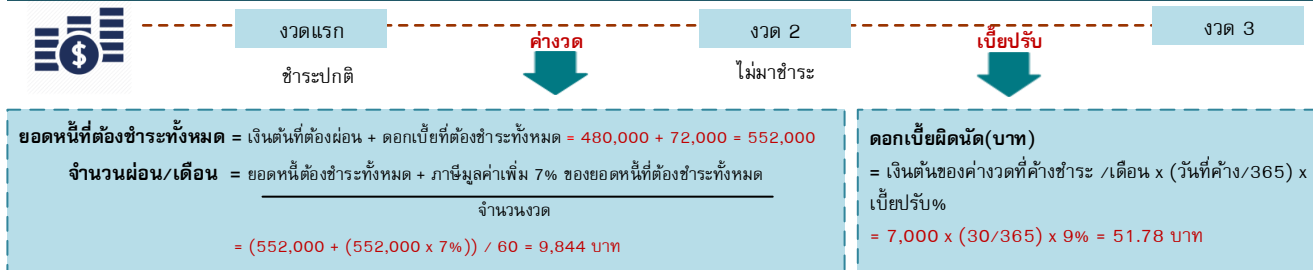 งวดแรก
ค่างวด
งวด 2
เบี้ยปรับ
งวด 3
ชำระปกติ
ไม่มาชำระ
$
ยอดหนี้ที่ต้องชำระทั้งหมด = เงินต้นที่ต้องผ่อน + ดอกเบี้ยที่ต้องชำระทั้งหมด = 480,000 + 72,000 = 552,000
จำนวนผ่อน/เดือน = ยอดหนี้ต้องชำระทั้งหมด + ภาษีมูลค่าเพิ่ม 7% ของยอดหนี้ที่ต้องชำระทั้งหมด
จำนวนงวด
= (552,000 + (552,000 x 7%)) / 60 = 9,844 บาท
ดอกเบี้ยผิดนัด(บาท)
= เงินต้นของค่างวดที่ค้างชำระ /เดือน x (วันที่ค้าง/365) x
เบี้ยปรับ%
= 7,000 x (30/365) x 9% = 51.78 บาท